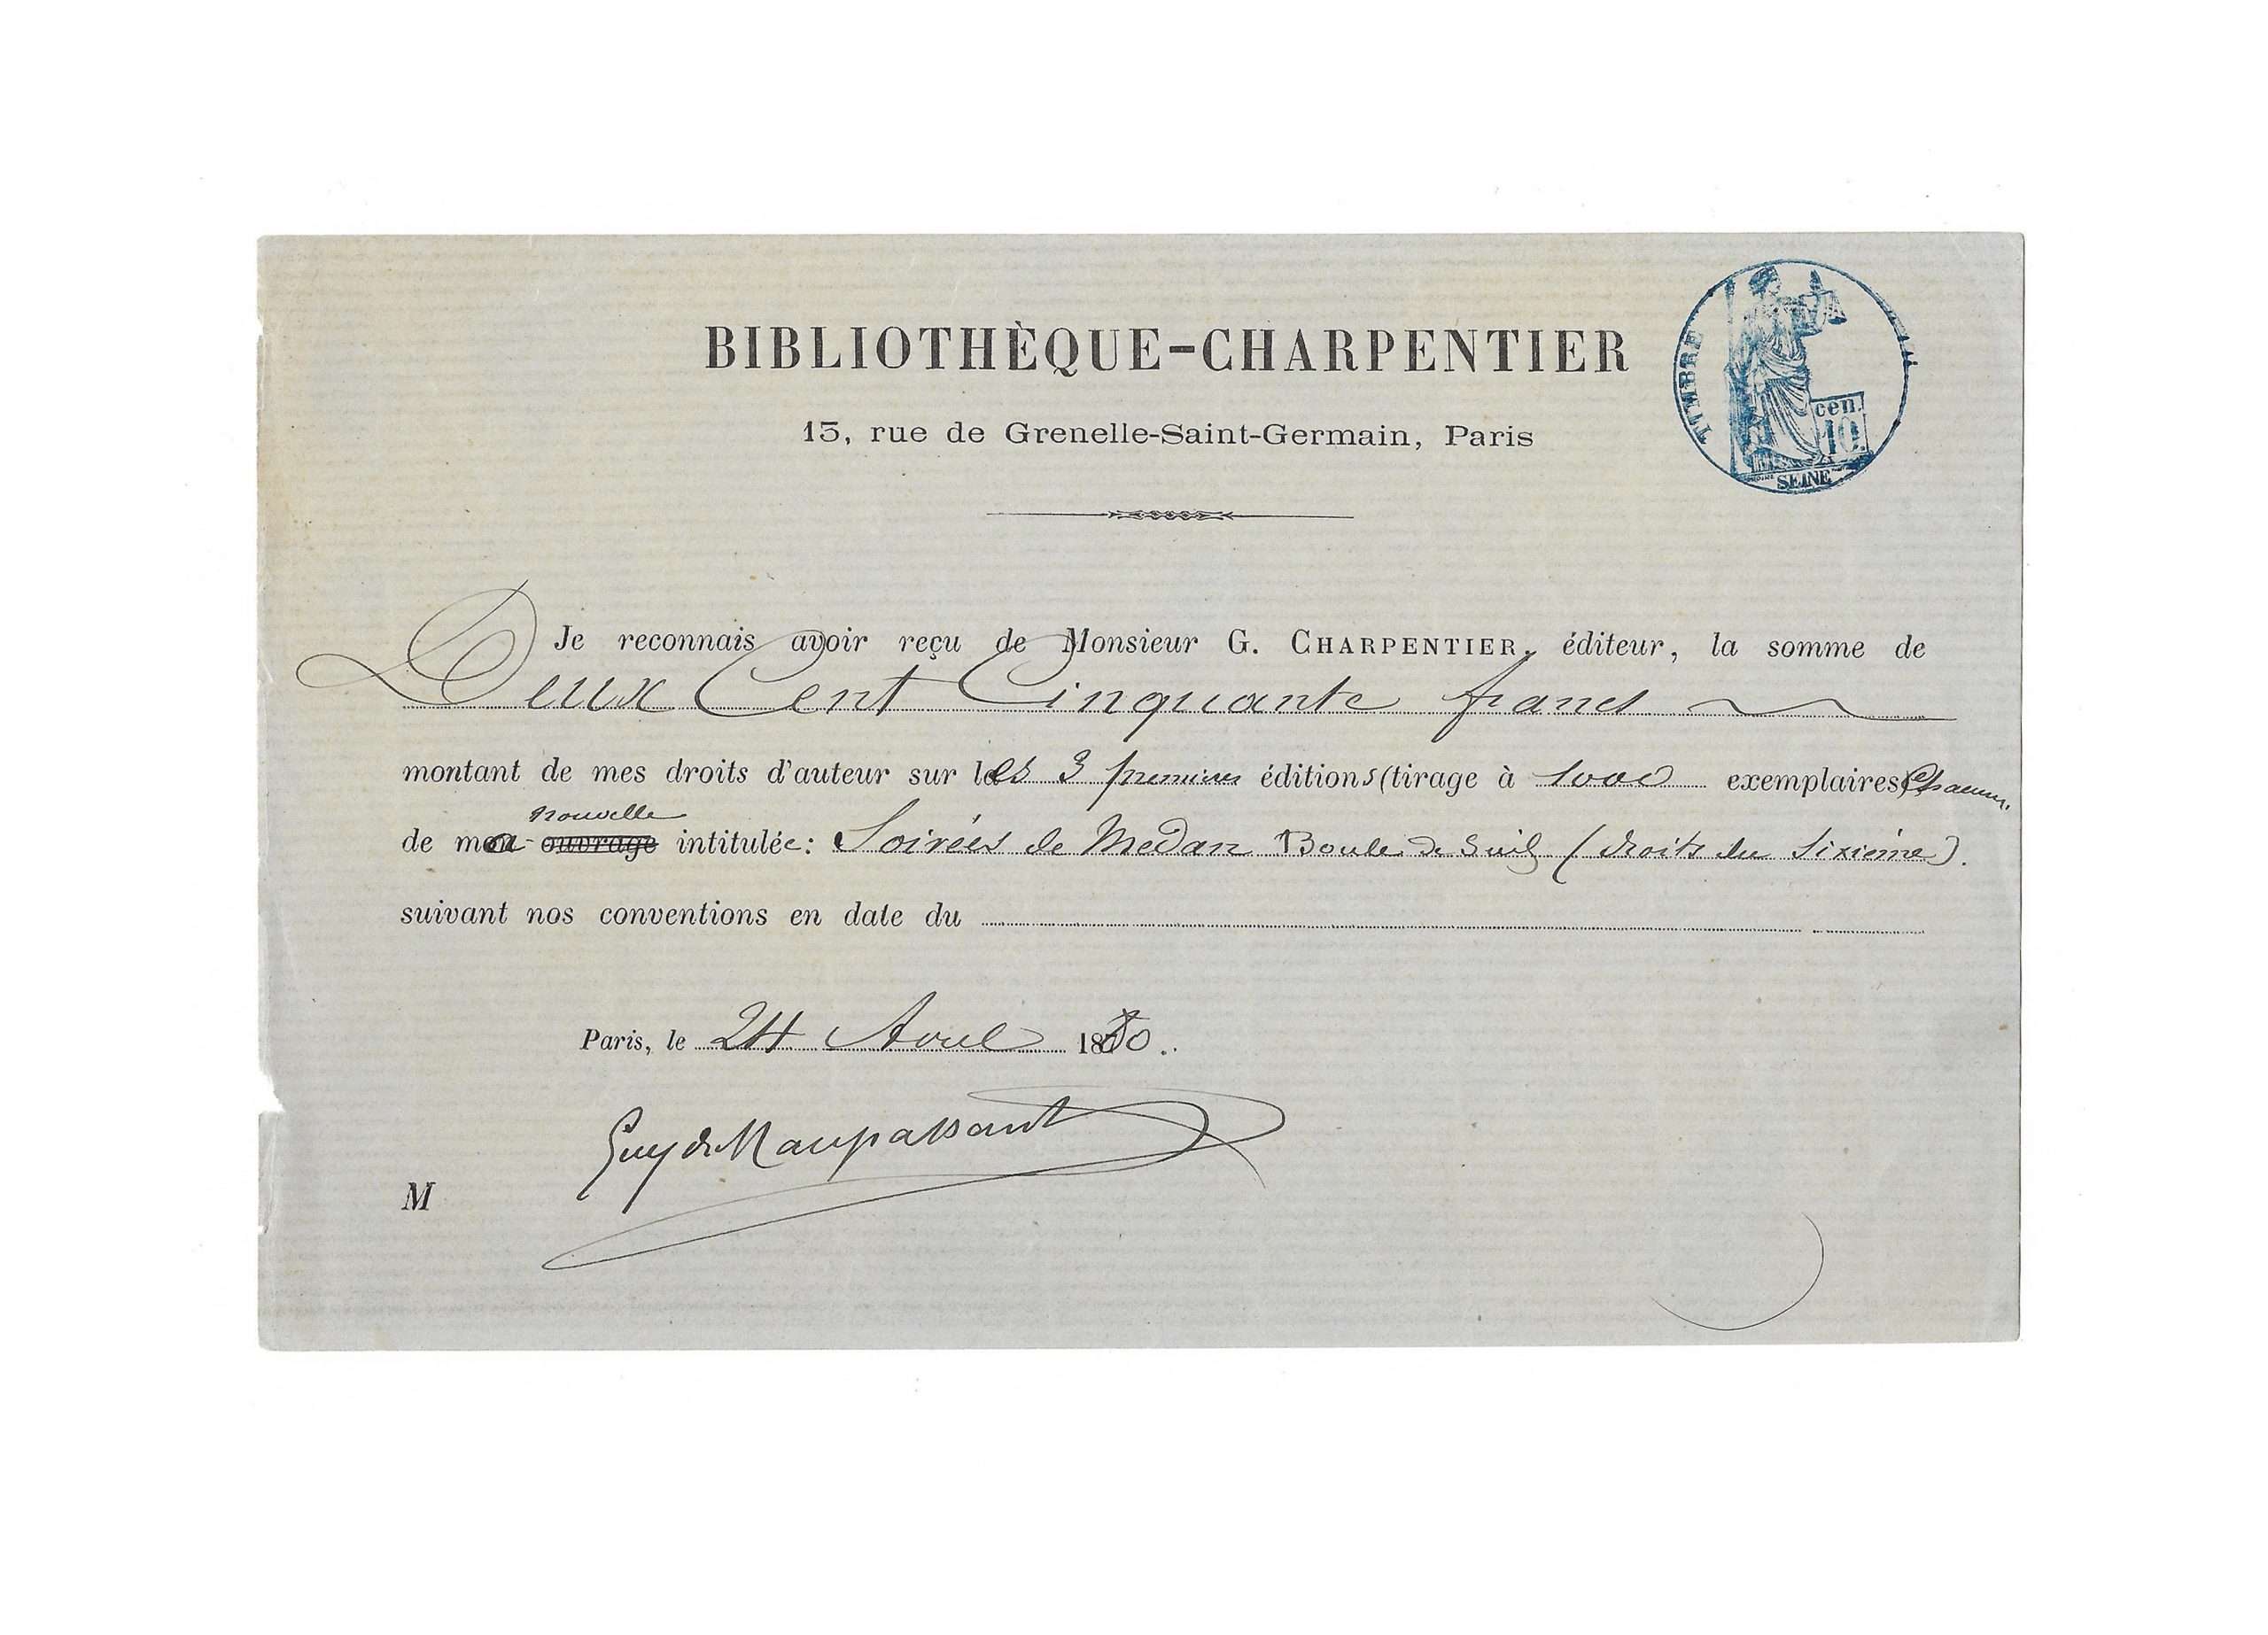 BIBLIOTHÈQUE-CHARPENTIER
13, rue de Grenelle-Saint-Germain, Paris
TIMBRE
cen.
10.
SEINE
Je reconnais avoir reçu de Monsieur G. CHARPENTIER, éditeur, la somme de
Deux Cent Cinquante francs
montant de mes droits d'auteur sur les 3 premières éditions (tirage à 1000 exemplaires) Chacune.
nouvelle
de ma ouvrage intitulée: Soirées de Medan Boule de Suif (droits du Sixième).
suivant nos conventions en date du
Paris, le 24 Avril 1880.
Guy de Maupassant
M